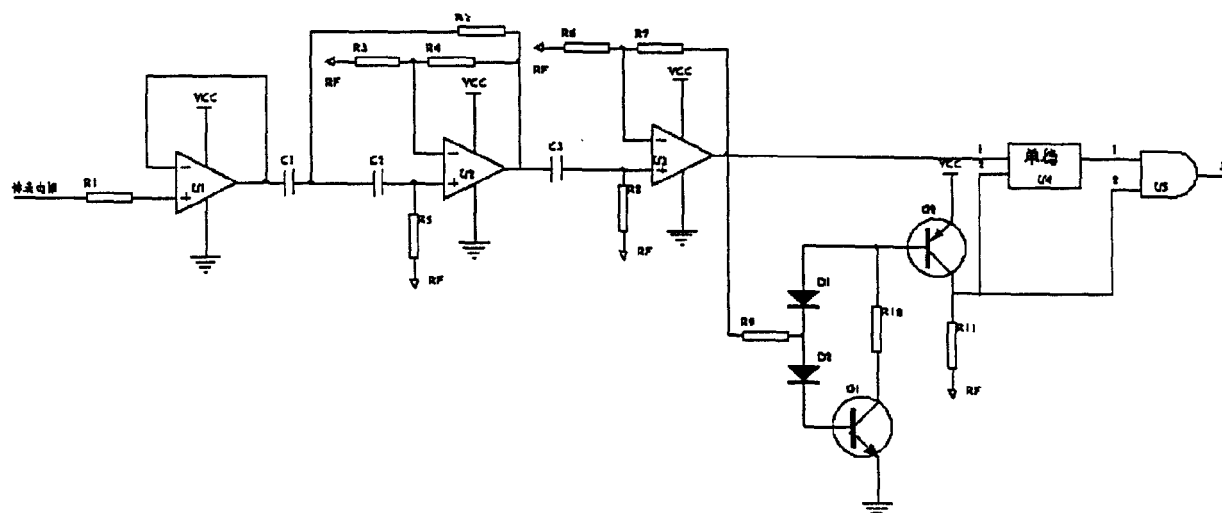 R2
R3
R4
R6
R7
RF
RF
VCC
VCC
VCC
C1
C2
C3
U1
U2
U3
R1
R5
RF
R8
RF
VCC
1
2
单稳
U4
1
2
U5
Q2
D1
R9
R10
R11
D2
RF
Q1